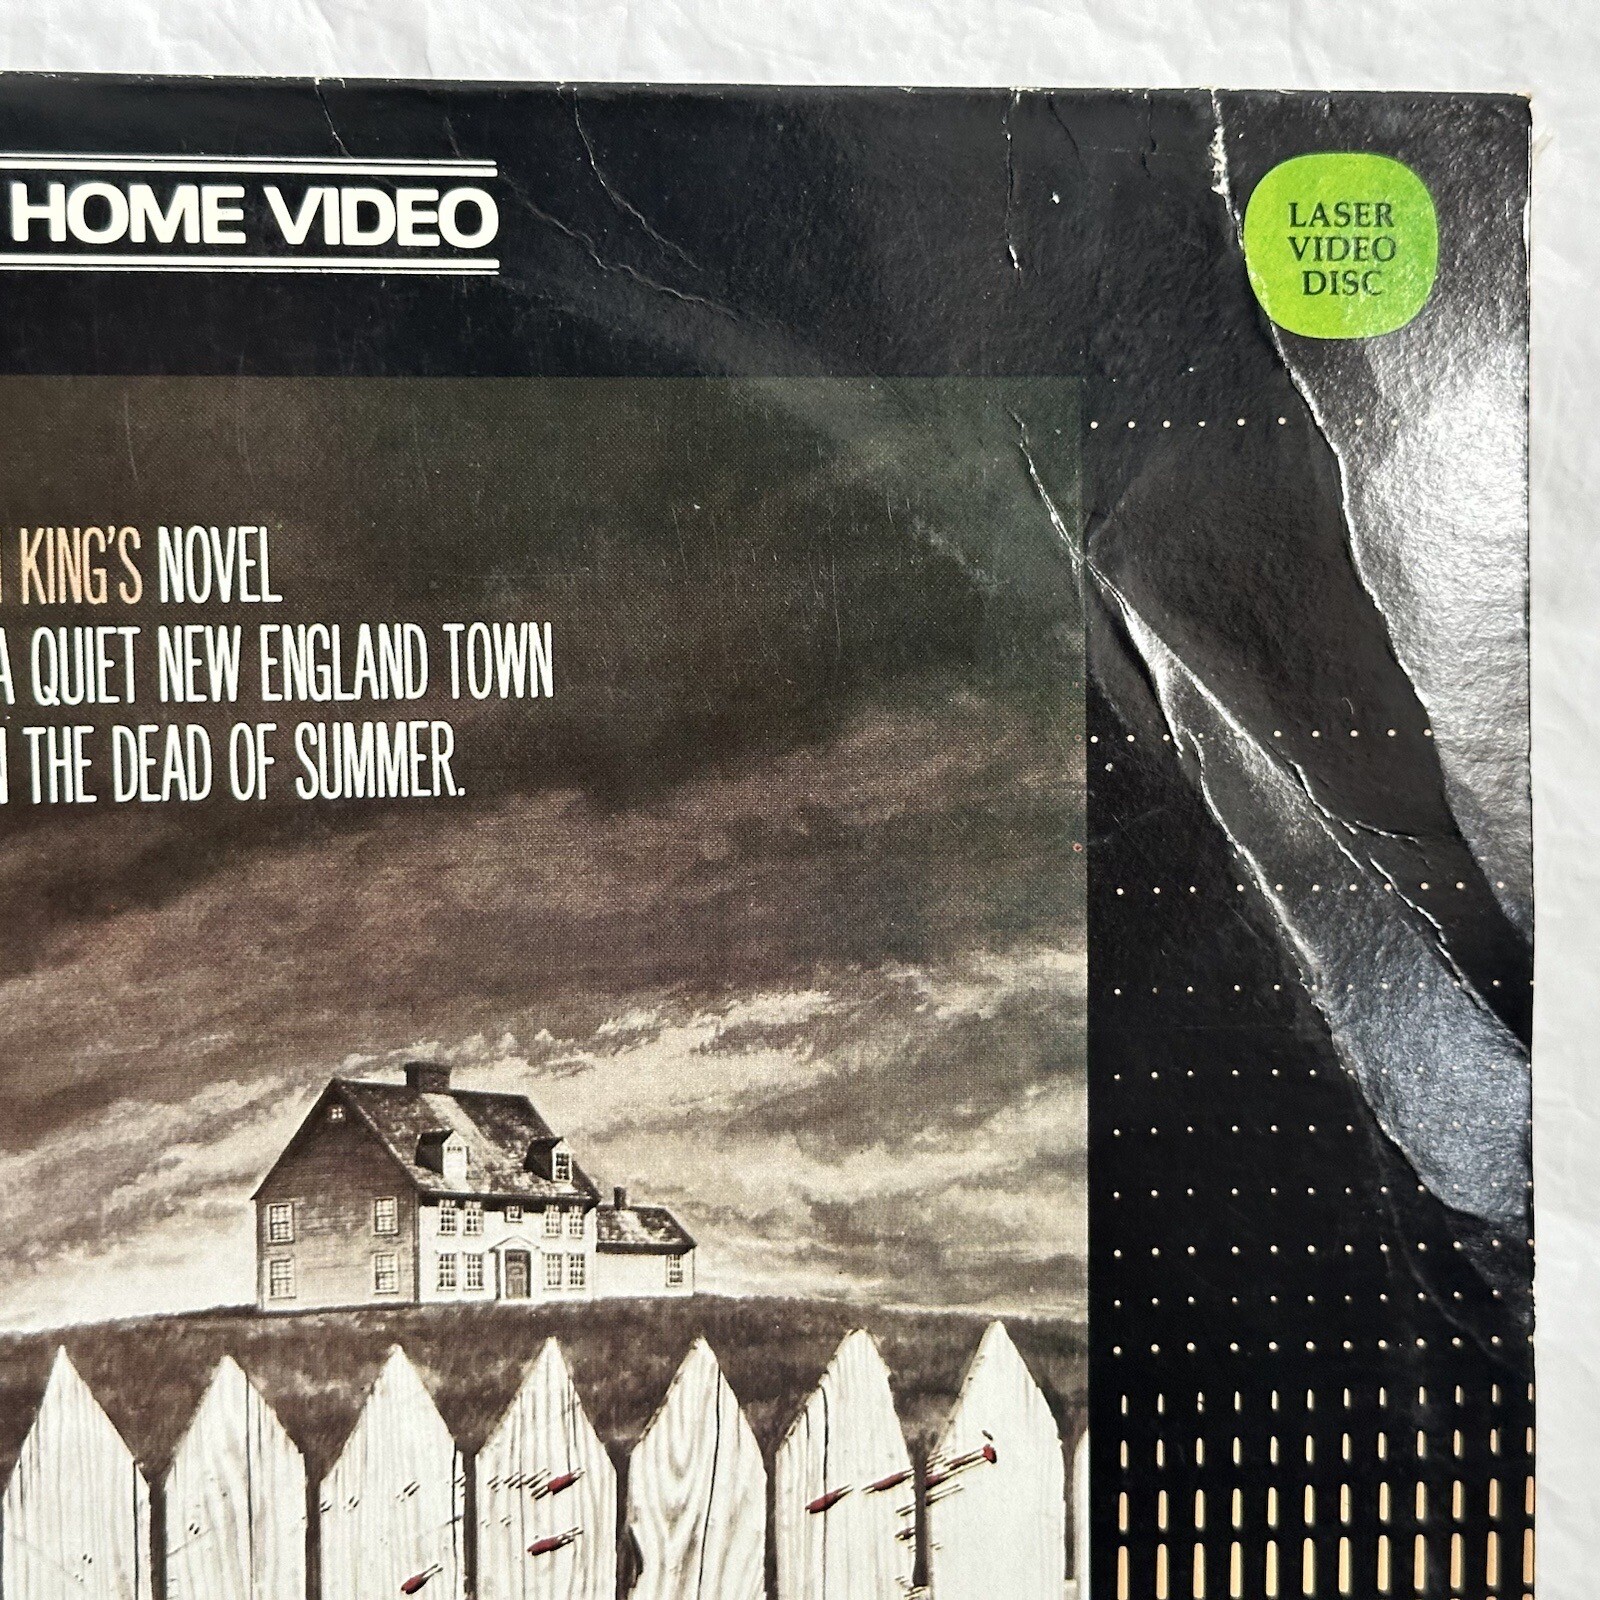 HOME VIDEO
LASER
VIDEO
DISC
KING'S NOVEL
A QUIET NEW ENGLAND TOWN
THE DEAD OF SUMMER.